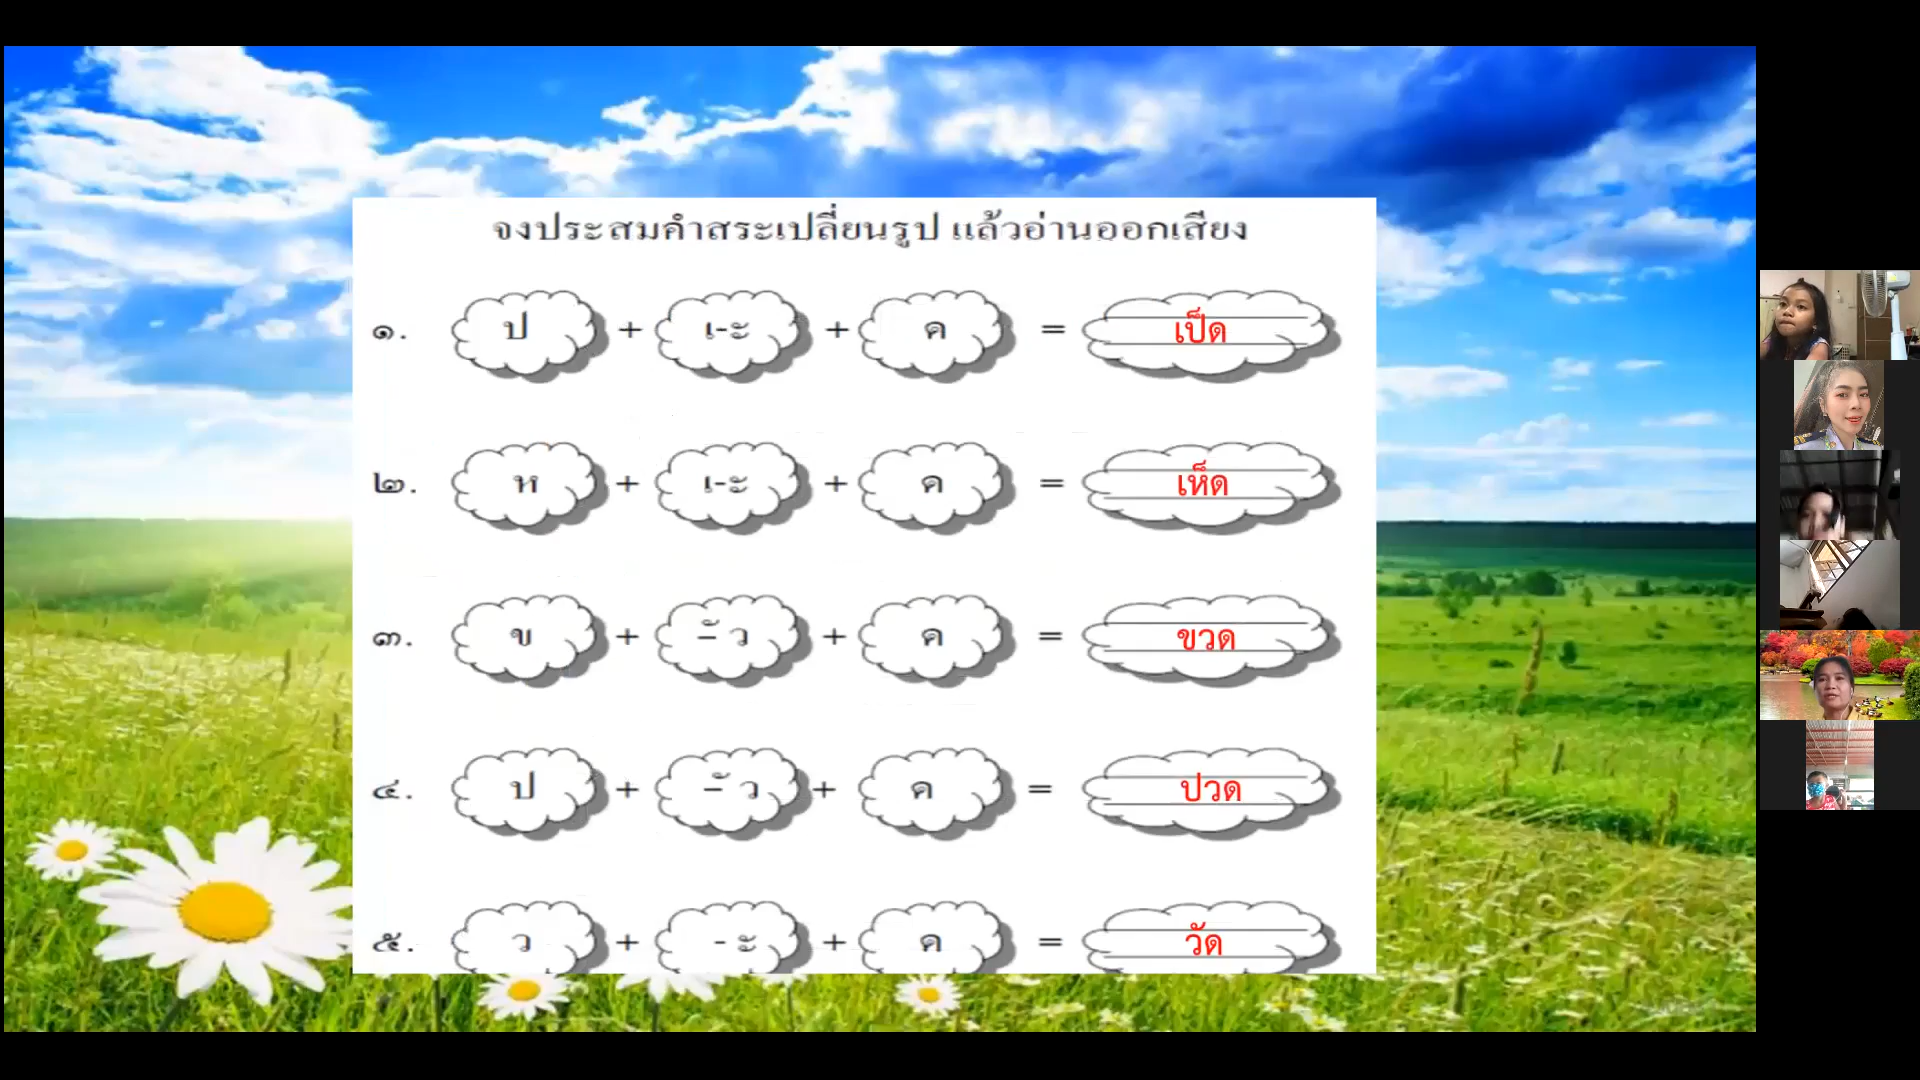 จงประสมคำสระเปลี่ยนรูป แล้วอ่านออกเสียง
๑. ป + เ-ะ + ด = เป็ด
๒. ห + เ-ะ + ด = เห็ด
๓. ข + -ัว + ด = ขวด
๔. ป + -ัว + ด = ปวด
๕. ว + -ะ + ด = วัด